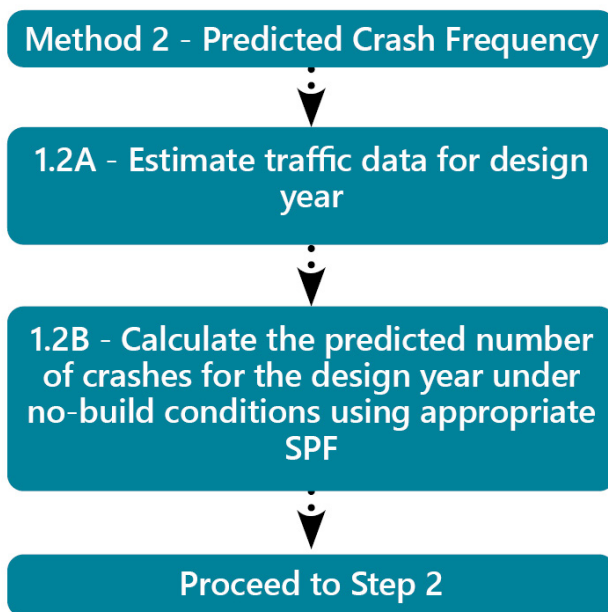 Method 2 - Predicted Crash Frequency
1.2A - Estimate traffic data for design
year
1.2B - Calculate the predicted number
of crashes for the design year under
no-build conditions using appropriate
SPF
Proceed to Step 2